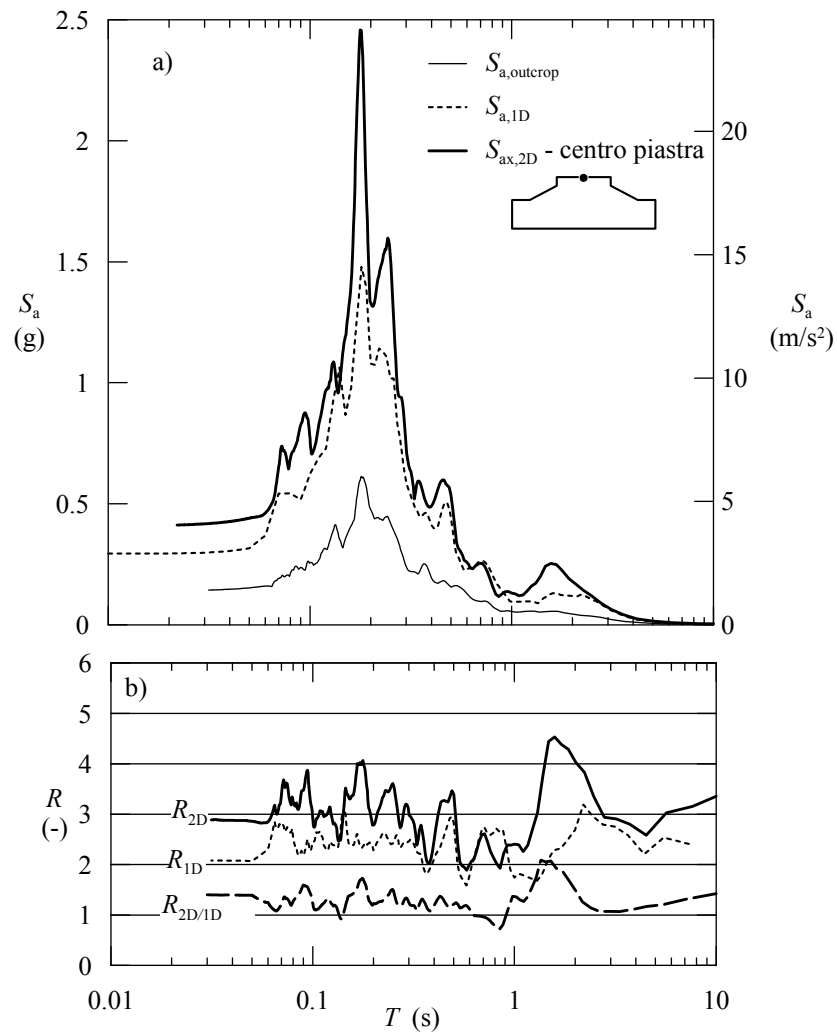 2.5
2
1.5
1
0.5
0
S_a
(g)
a)
S_a,outcrop
S_a,1D
S_ax,2D - centro piastra
20
15
10
5
0
S_a
(m/s²)
b)
6
5
4
3
2
1
0
R
(-)
R_2D
R_1D
R_2D/1D
0.01
0.1
1
10
T (s)